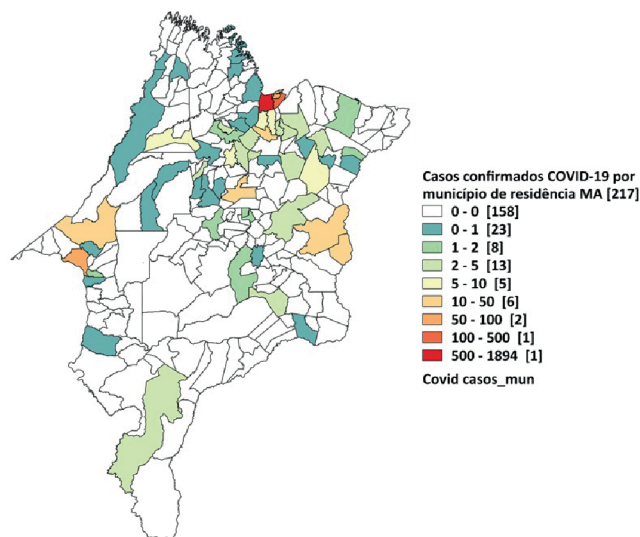 Casos confirmados COVID-19 por
município de residência MA [217]
0 - 0 [158]
0 - 1 [23]
1 - 2 [8]
2 - 5 [13]
5 - 10 [5]
10 - 50 [6]
50 - 100 [2]
100 - 500 [1]
500 - 1894 [1]
Covid casos_mun